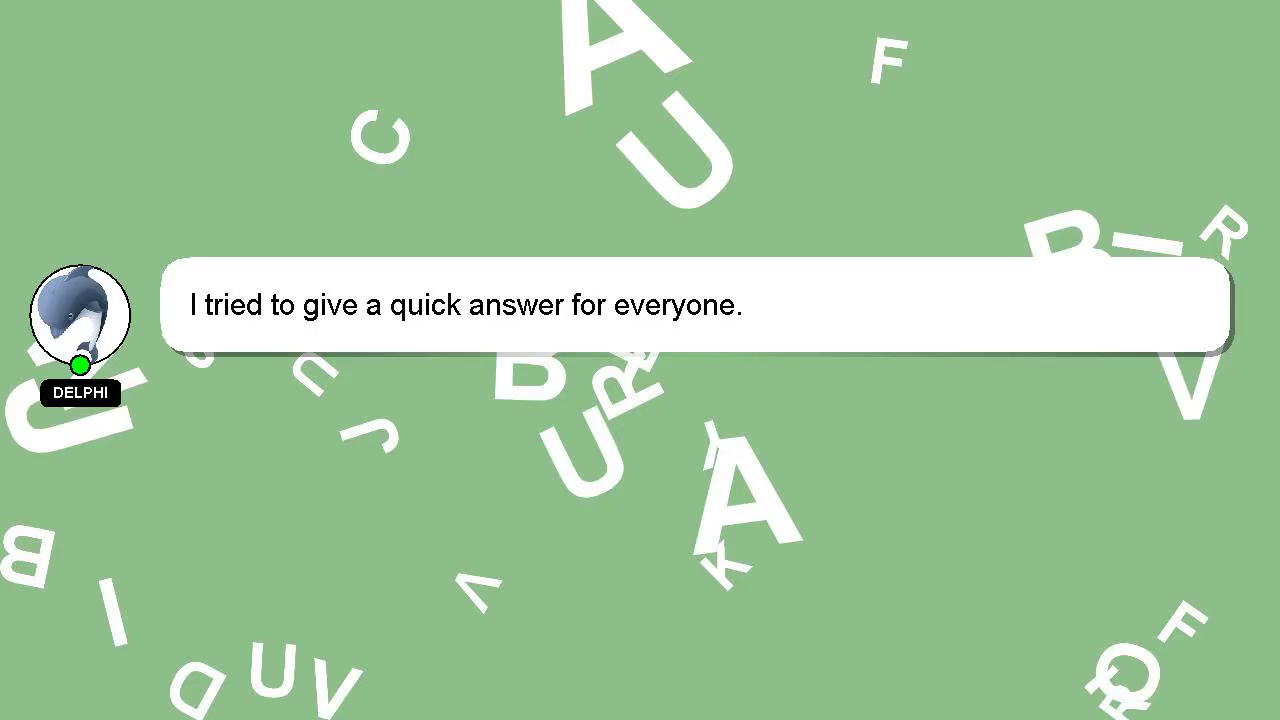 A
F
C
U
R
B I
I tried to give a quick answer for everyone.
DELPHI
U
B
R
V
J
U
A
K
B
I
V
F
D
U
V
Q
R